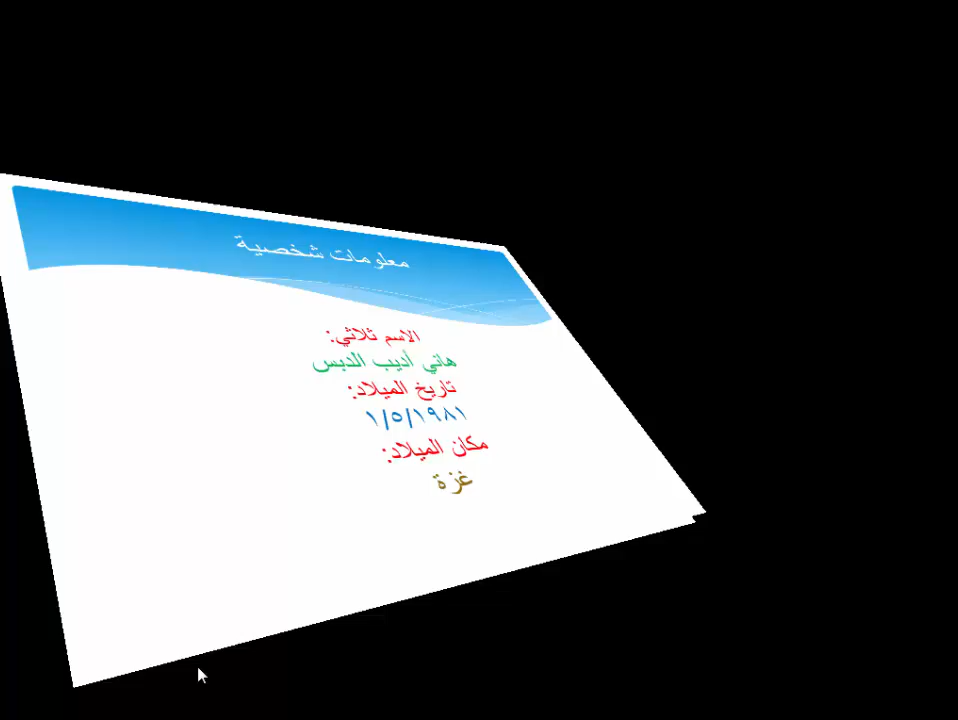 معلومات شخصية
الاسم ثلاثي:
هاني أديب الدبس
تاريخ الميلاد:
١/٥/١٩٨١
مكان الميلاد:
غزة